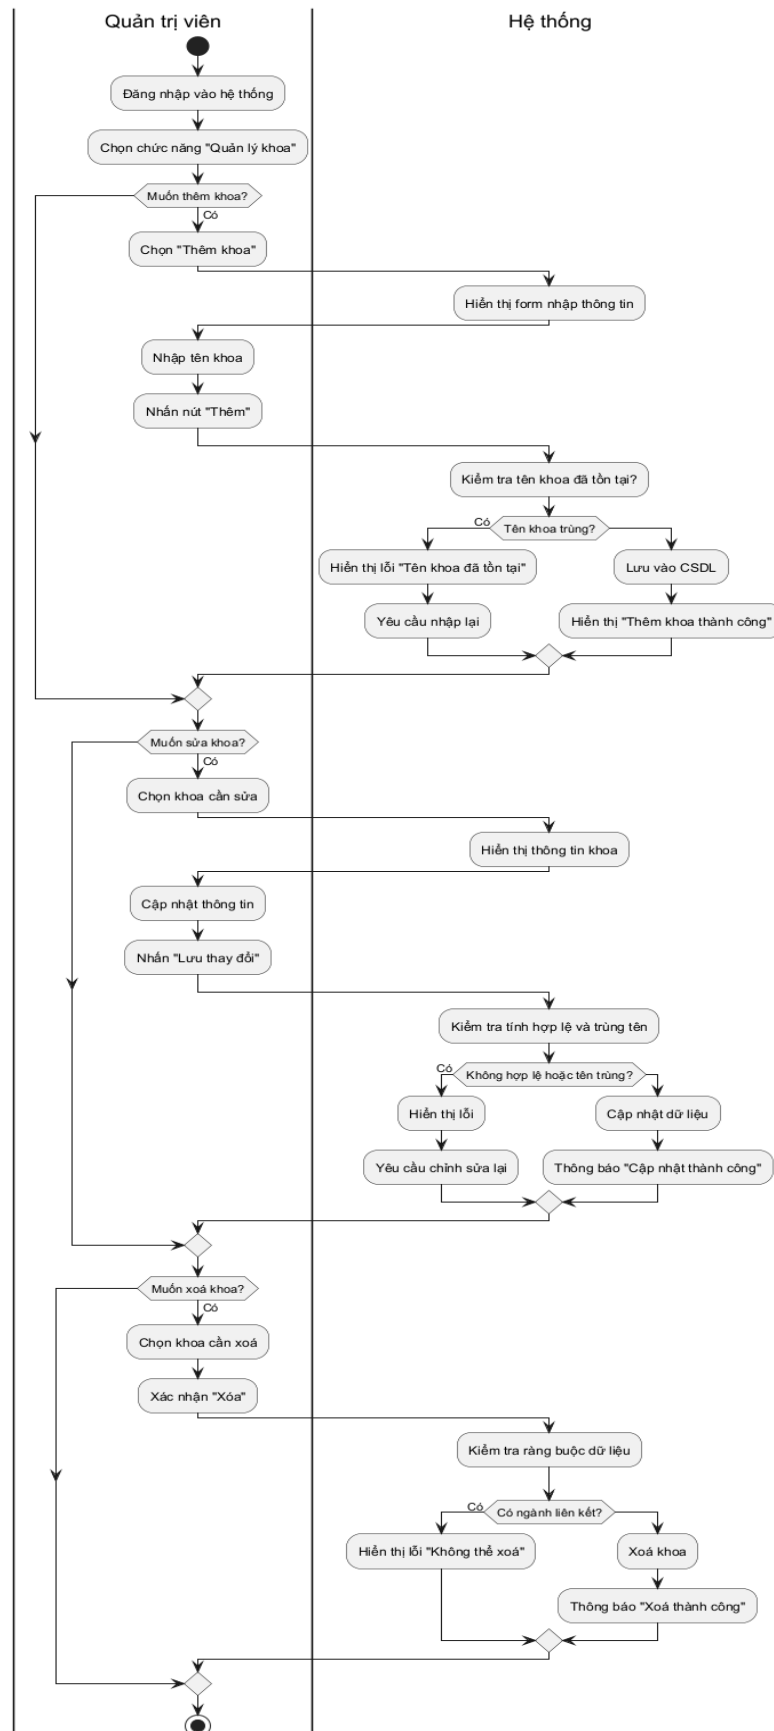 Quản trị viên
Hệ thống
Đăng nhập vào hệ thống
Chọn chức năng "Quản lý khoa"
Muốn thêm khoa?
Có
Chọn "Thêm khoa"
Hiển thị form nhập thông tin
Nhập tên khoa
Nhấn nút "Thêm"
Kiểm tra tên khoa đã tồn tại?
Có
Tên khoa trùng?
Hiển thị lỗi "Tên khoa đã tồn tại"
Lưu vào CSDL
Yêu cầu nhập lại
Hiển thị "Thêm khoa thành công"
Muốn sửa khoa?
Có
Chọn khoa cần sửa
Hiển thị thông tin khoa
Cập nhật thông tin
Nhấn "Lưu thay đổi"
Kiểm tra tính hợp lệ và trùng tên
Có
Không hợp lệ hoặc tên trùng?
Hiển thị lỗi
Cập nhật dữ liệu
Yêu cầu chỉnh sửa lại
Thông báo "Cập nhật thành công"
Muốn xoá khoa?
Có
Chọn khoa cần xoá
Xác nhận "Xóa"
Kiểm tra ràng buộc dữ liệu
Có
Có ngành liên kết?
Hiển thị lỗi "Không thể xoá"
Xoá khoa
Thông báo "Xoá thành công"